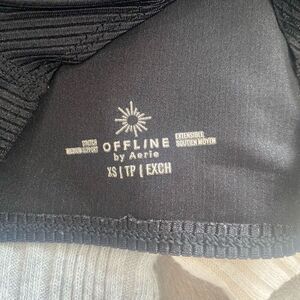 STRETCH
MEDIUM SUPPORT
OFFLINE
by Aerie
EXTENSIBLE
SOUTIEN MOYEN
XS | TP | EXCH